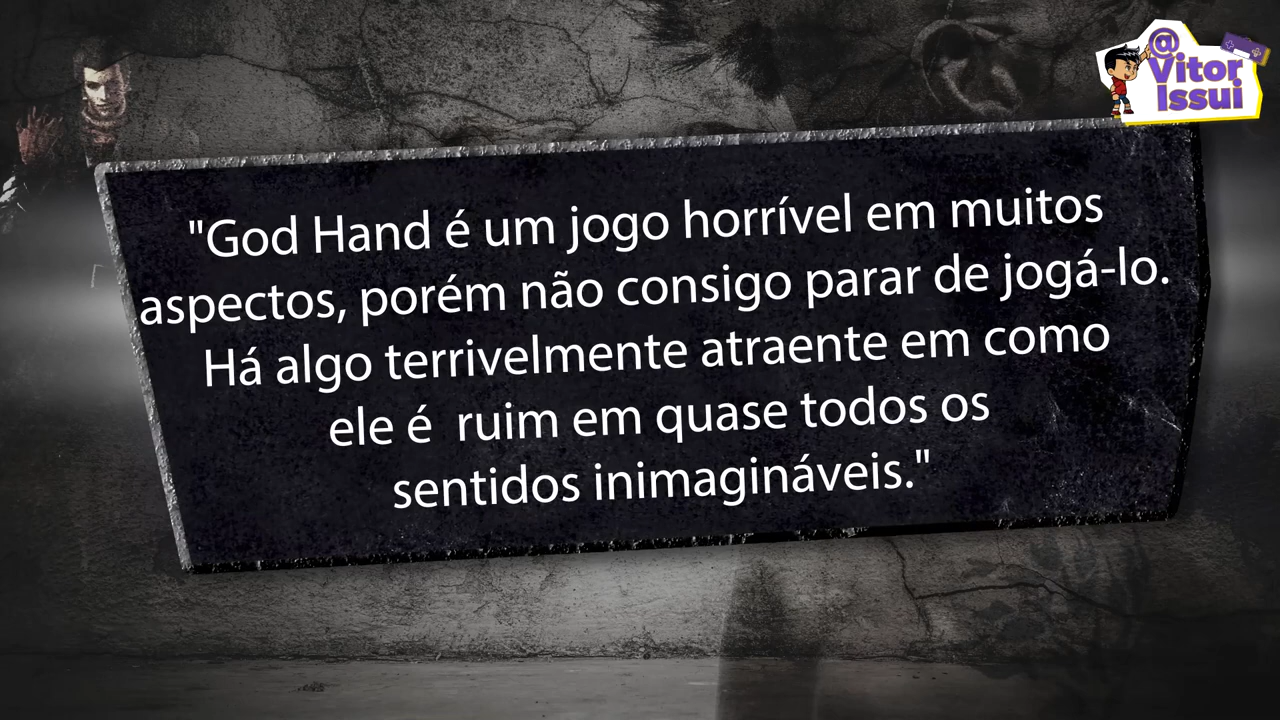 @
Vitor
Issui
"God Hand é um jogo horrível em muitos
aspectos, porém não consigo parar de jogá-lo.
Há algo terrivelmente atraente em como
ele é  ruim em quase todos os
sentidos inimagináveis."